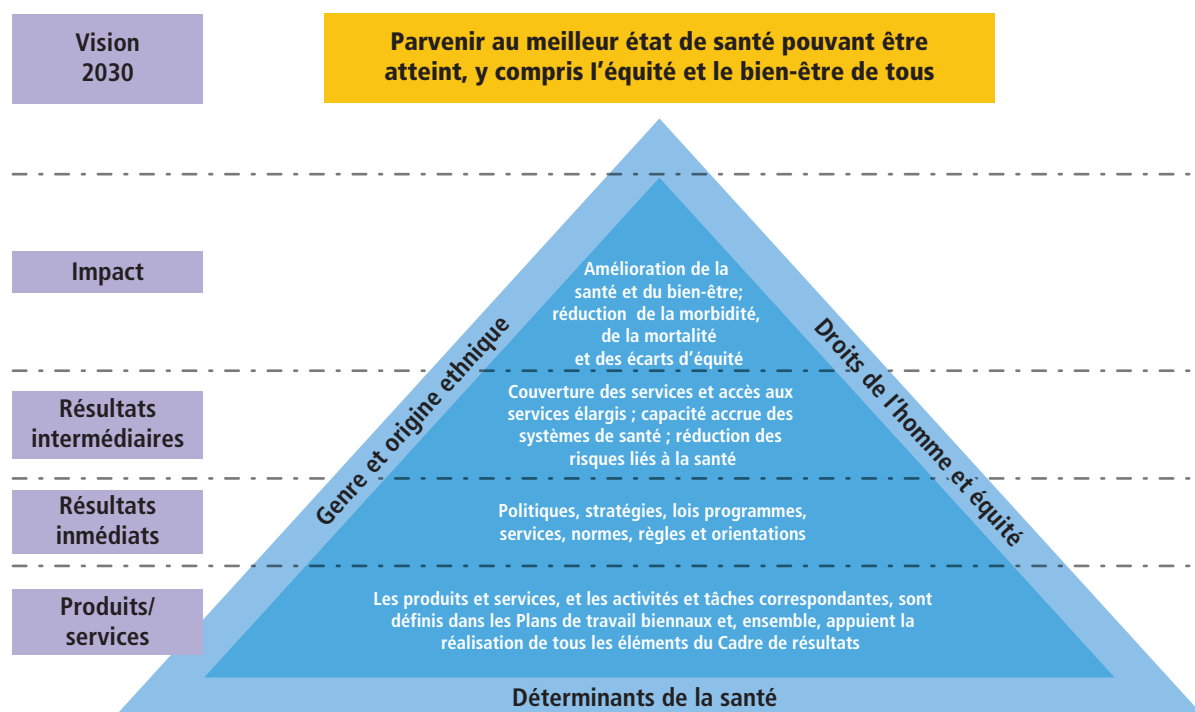 Vision
2030
Parvenir au meilleur état de santé pouvant être
atteint, y compris l'équité et le bien-être de tous
Impact
Amélioration de la
santé et du bien-être;
réduction de la morbidité,
de la mortalité
et des écarts d'équité
Genre et origine ethnique
Droits de l'homme et équité
Résultats
intermédiaires
Couverture des services et accès aux
services élargis ; capacité accrue des
systèmes de santé ; réduction des
risques liés à la santé
Résultats
inmédiats
Politiques, stratégies, lois programmes,
services, normes, règles et orientations
Produits/
services
Les produits et services, et les activités et tâches correspondantes, sont
définis dans les Plans de travail biennaux et, ensemble, appuient la
réalisation de tous les éléments du Cadre de résultats
Déterminants de la santé